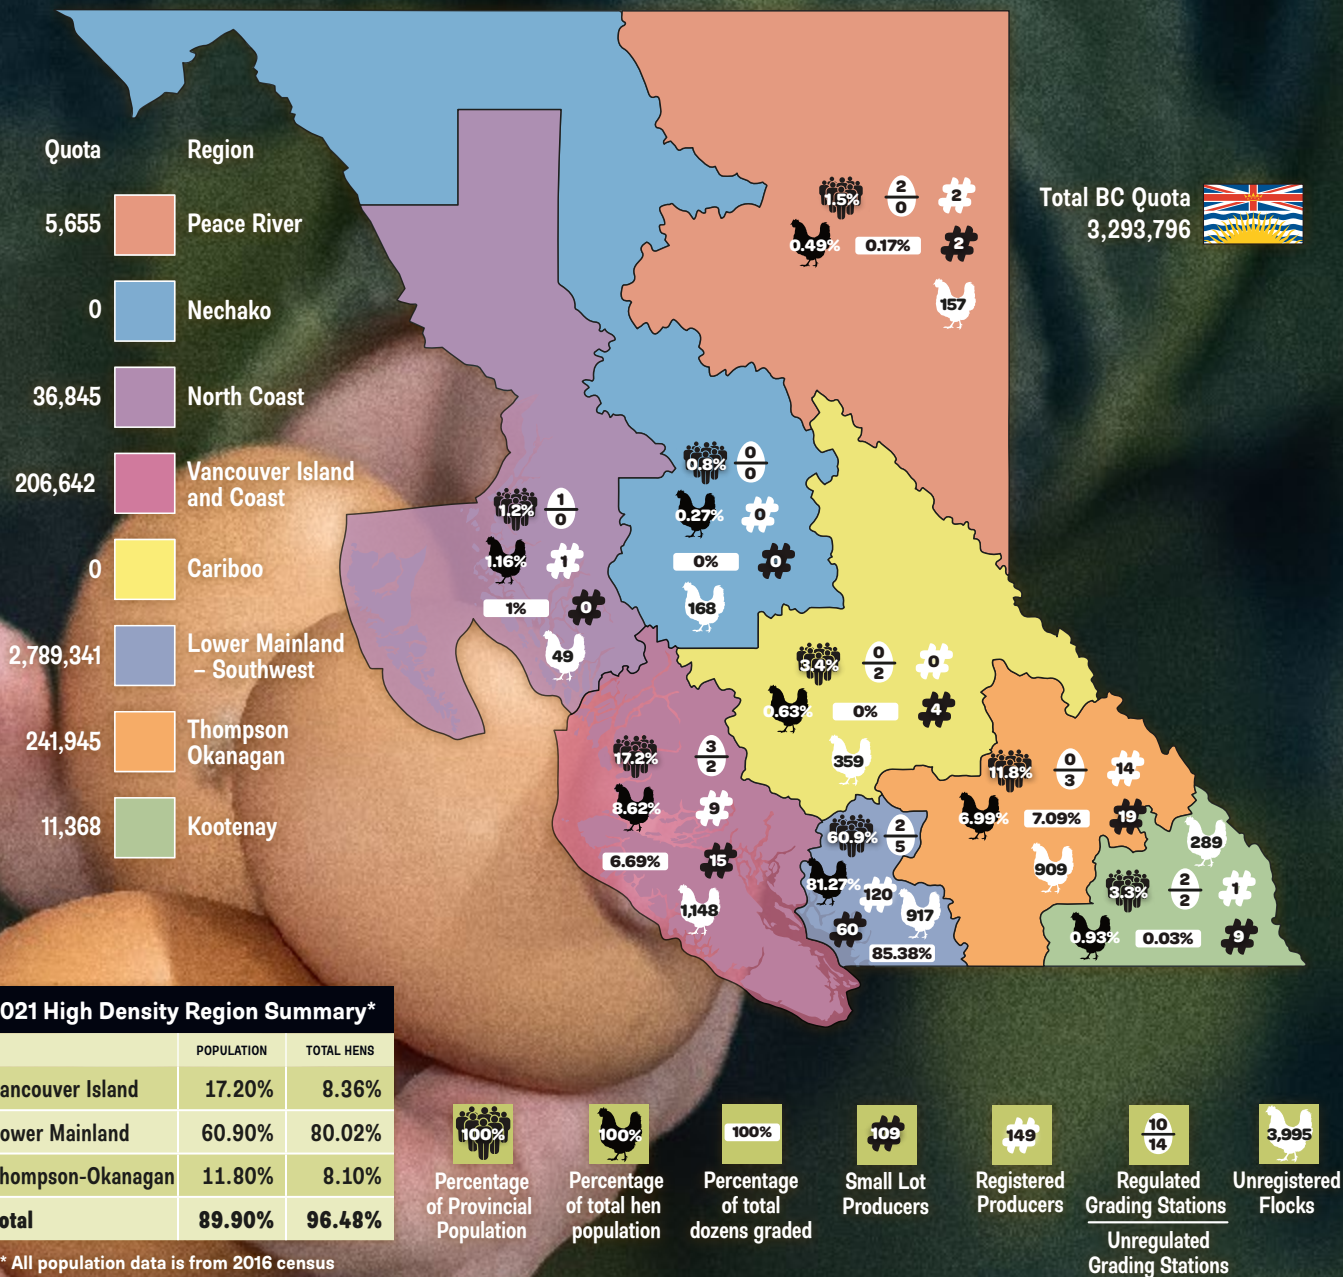 Quota Region
5,655 Peace River
0 Nechako
36,845 North Coast
206,642 Vancouver Island
and Coast
0 Cariboo
2,789,341 Lower Mainland
– Southwest
241,945 Thompson
Okanagan
11,368 Kootenay
Total BC Quota
3,293,796
1.5% 2 2
0
0.49% 0.17% 2
157
0.8% 0
0
0.27% 0
0% 0
168
1.2% 1
0
1.16% 1
1% 0
49
3.4% 0 0
2
0.63% 0% 4
359
17.2% 3
2
8.62% 9
6.69% 15
1,148
11.8% 0 14
3
6.99% 7.09% 19
909
60.9% 2
5
81.27% 120 917
60
85.38%
289
3.3% 2 1
2
0.93% 0.03% 9
021 High Density Region Summary*
POPULATION TOTAL HENS
ancouver Island 17.20% 8.36%
ower Mainland 60.90% 80.02%
hompson-Okanagan 11.80% 8.10%
otal 89.90% 96.48%
* All population data is from 2016 census
100%
Percentage
of Provincial
Population
100%
Percentage
of total hen
population
100%
Percentage
of total
dozens graded
109
Small Lot
Producers
149
Registered
Producers
10
14
Regulated
Grading Stations
Unregulated
Grading Stations
3,995
Unregistered
Flocks